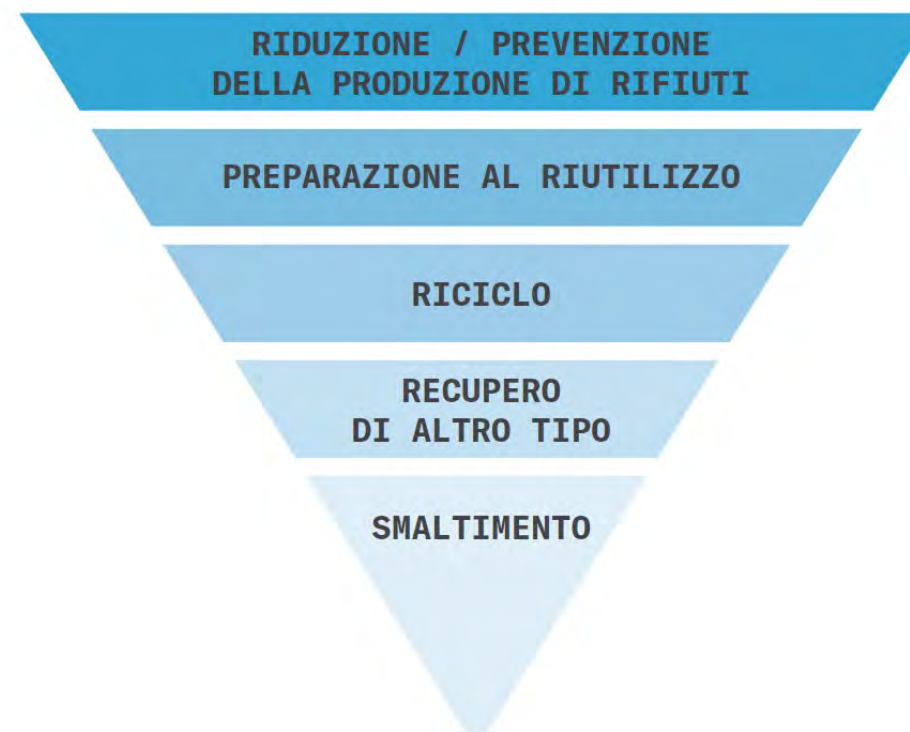 RIDUZIONE / PREVENZIONE
DELLA PRODUZIONE DI RIFIUTI
PREPARAZIONE AL RIUTILIZZO
RICICLO
RECUPERO
DI ALTRO TIPO
SMALTIMENTO